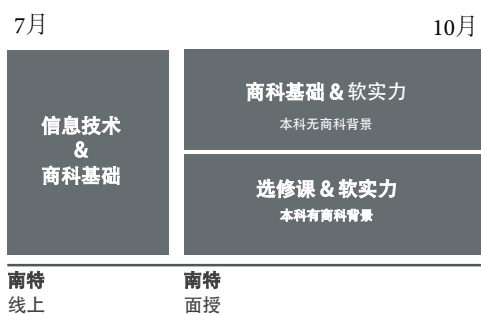 7月
10月
信息技术
&
商科基础
商科基础 & 软实力
本科无商科背景
选修课 & 软实力
本科有商科背景
南特
线上
南特
面授